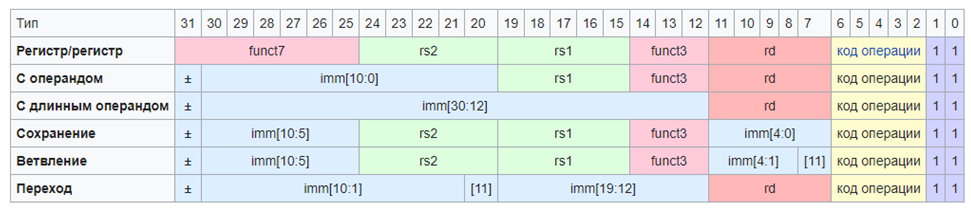 Тип 31 30 29 28 27 26 25 24 23 22 21 20 19 18 17 16 15 14 13 12 11 10 9 8 7 6 5 4 3 2 1 0
Регистр/регистр funct7 rs2 rs1 funct3 rd код операции 1 1
С операндом ± imm[10:0] rs1 funct3 rd код операции 1 1
С длинным операндом ± imm[30:12] rd код операции 1 1
Сохранение ± imm[10:5] rs2 rs1 funct3 imm[4:0] код операции 1 1
Ветвление ± imm[10:5] rs2 rs1 funct3 imm[4:1] [11] код операции 1 1
Переход ± imm[10:1] [11] imm[19:12] rd код операции 1 1